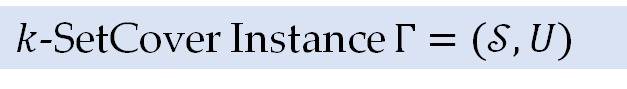 k-SetCover Instance Γ = (𝒮, U)